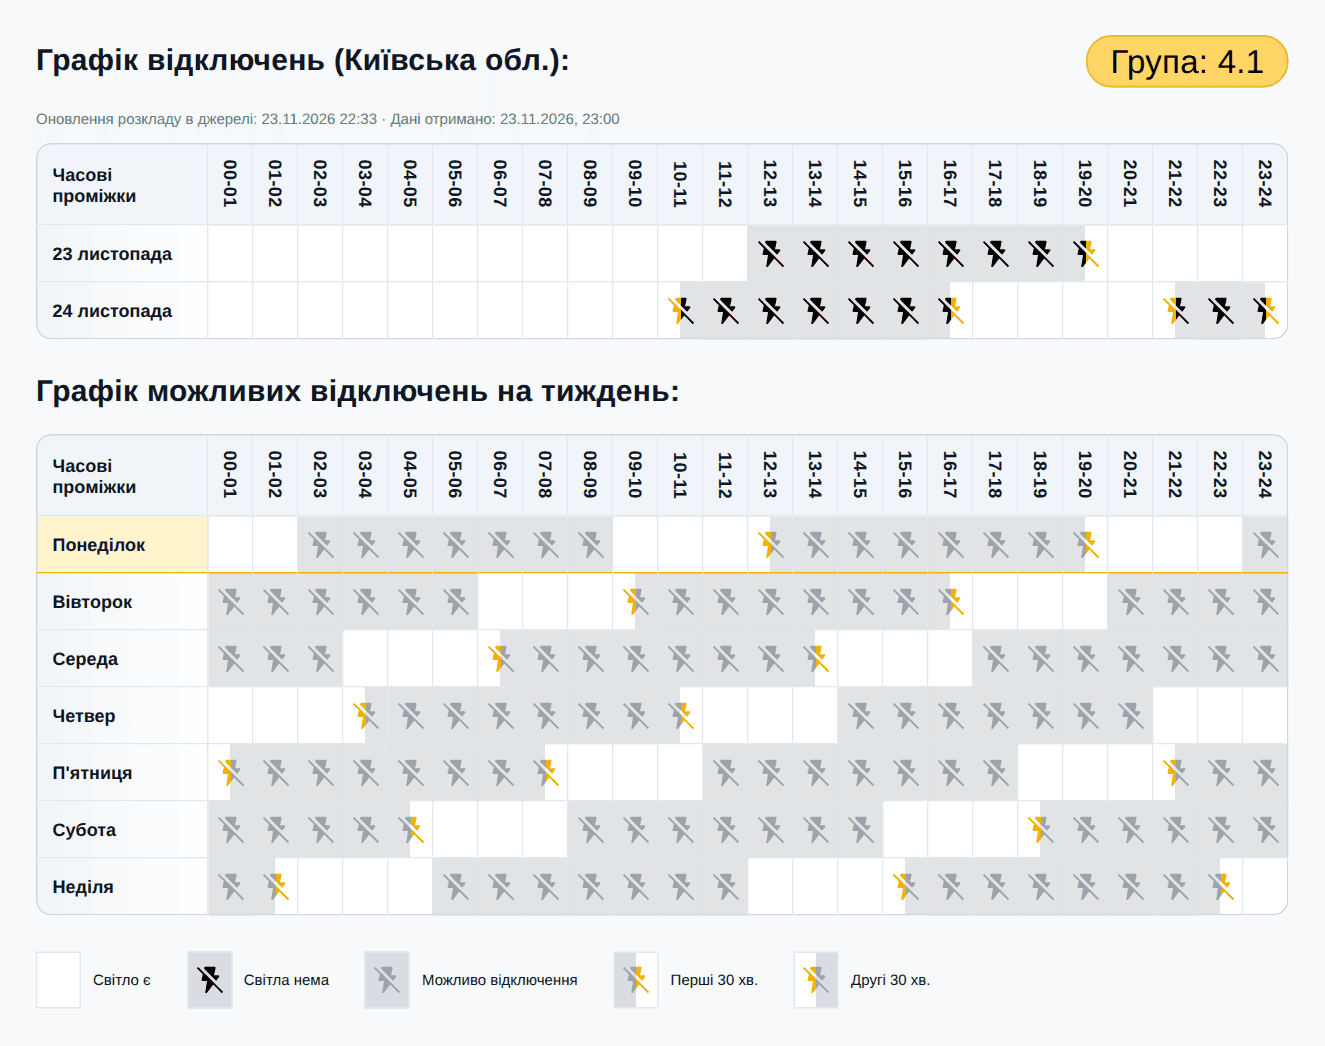 Графік відключень (Київська обл.):
Група: 4.1
Оновлення розкладу в джерелі: 23.11.2026 22:33 · Дані отримано: 23.11.2026, 23:00
Часові
проміжки
00-01 01-02 02-03 03-04 04-05 05-06 06-07 07-08 08-09 09-10 10-11 11-12 12-13 13-14 14-15 15-16 16-17 17-18 18-19 19-20 20-21 21-22 22-23 23-24
23 листопада
24 листопада
Графік можливих відключень на тиждень:
Часові
проміжки
00-01 01-02 02-03 03-04 04-05 05-06 06-07 07-08 08-09 09-10 10-11 11-12 12-13 13-14 14-15 15-16 16-17 17-18 18-19 19-20 20-21 21-22 22-23 23-24
Понеділок
Вівторок
Середа
Четвер
П'ятниця
Субота
Неділя
Світло є
Світла нема
Можливо відключення
Перші 30 хв.
Другі 30 хв.